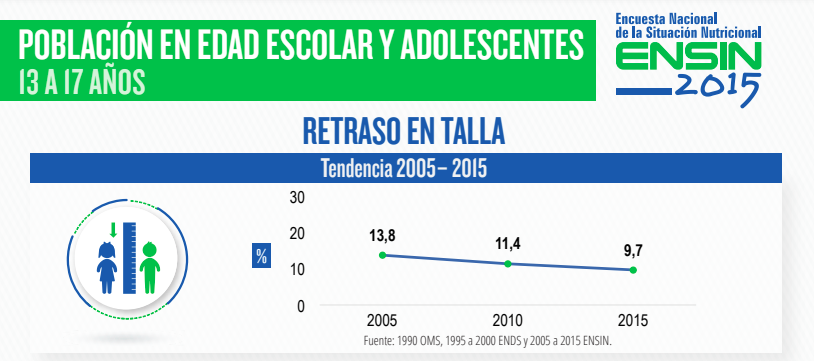 POBLACIÓN EN EDAD ESCOLAR Y ADOLESCENTES
13 A 17 AÑOS
Encuesta Nacional
de la Situación Nutricional
ENSIN
2015
RETRASO EN TALLA
Tendencia 2005– 2015
30
20
10
0
%
13,8
11,4
9,7
2005
2010
2015
Fuente: 1990 OMS, 1995 a 2000 ENDS y 2005 a 2015 ENSIN.